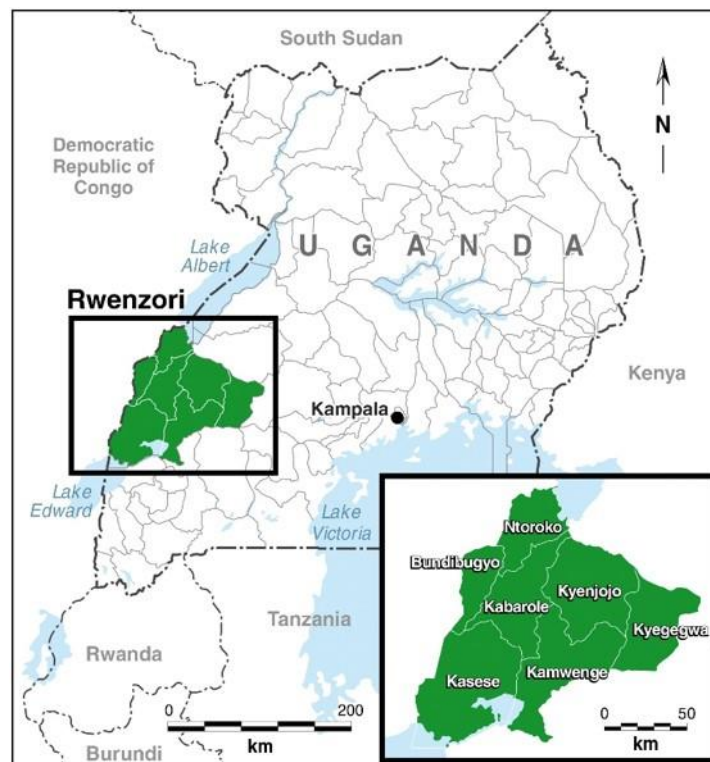 South Sudan
Democratic
Republic of
Congo
N
Lake
Albert
UGANDA
Rwenzori
Kenya
Kampala
Lake
Edward
Lake
Victoria
Ntoroko
Bundibugyo
Kyenjojo
Kabarole
Kyegegwa
Tanzania
Rwanda
Kasese
Kamwenge
0 200
km
0 50
km
Burundi